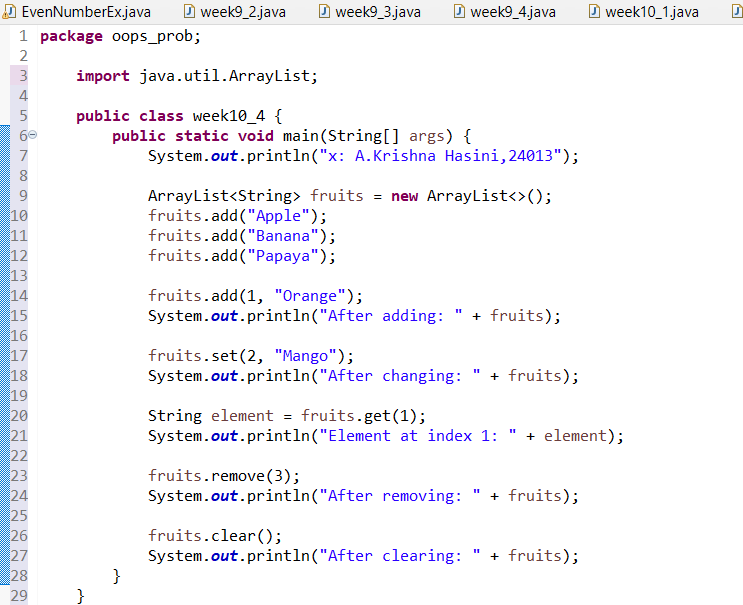 EvenNumberEx.java week9_2.java week9_3.java week9_4.java week10_1.java
1 package oops_prob;
2
3 import java.util.ArrayList;
4
5 public class week10_4 {
6 public static void main(String[] args) {
7 System.out.println("x: A.Krishna Hasini,24013");
8
9 ArrayList<String> fruits = new ArrayList<>();
10 fruits.add("Apple");
11 fruits.add("Banana");
12 fruits.add("Papaya");
13
14 fruits.add(1, "Orange");
15 System.out.println("After adding: " + fruits);
16
17 fruits.set(2, "Mango");
18 System.out.println("After changing: " + fruits);
19
20 String element = fruits.get(1);
21 System.out.println("Element at index 1: " + element);
22
23 fruits.remove(3);
24 System.out.println("After removing: " + fruits);
25
26 fruits.clear();
27 System.out.println("After clearing: " + fruits);
28 }
29 }